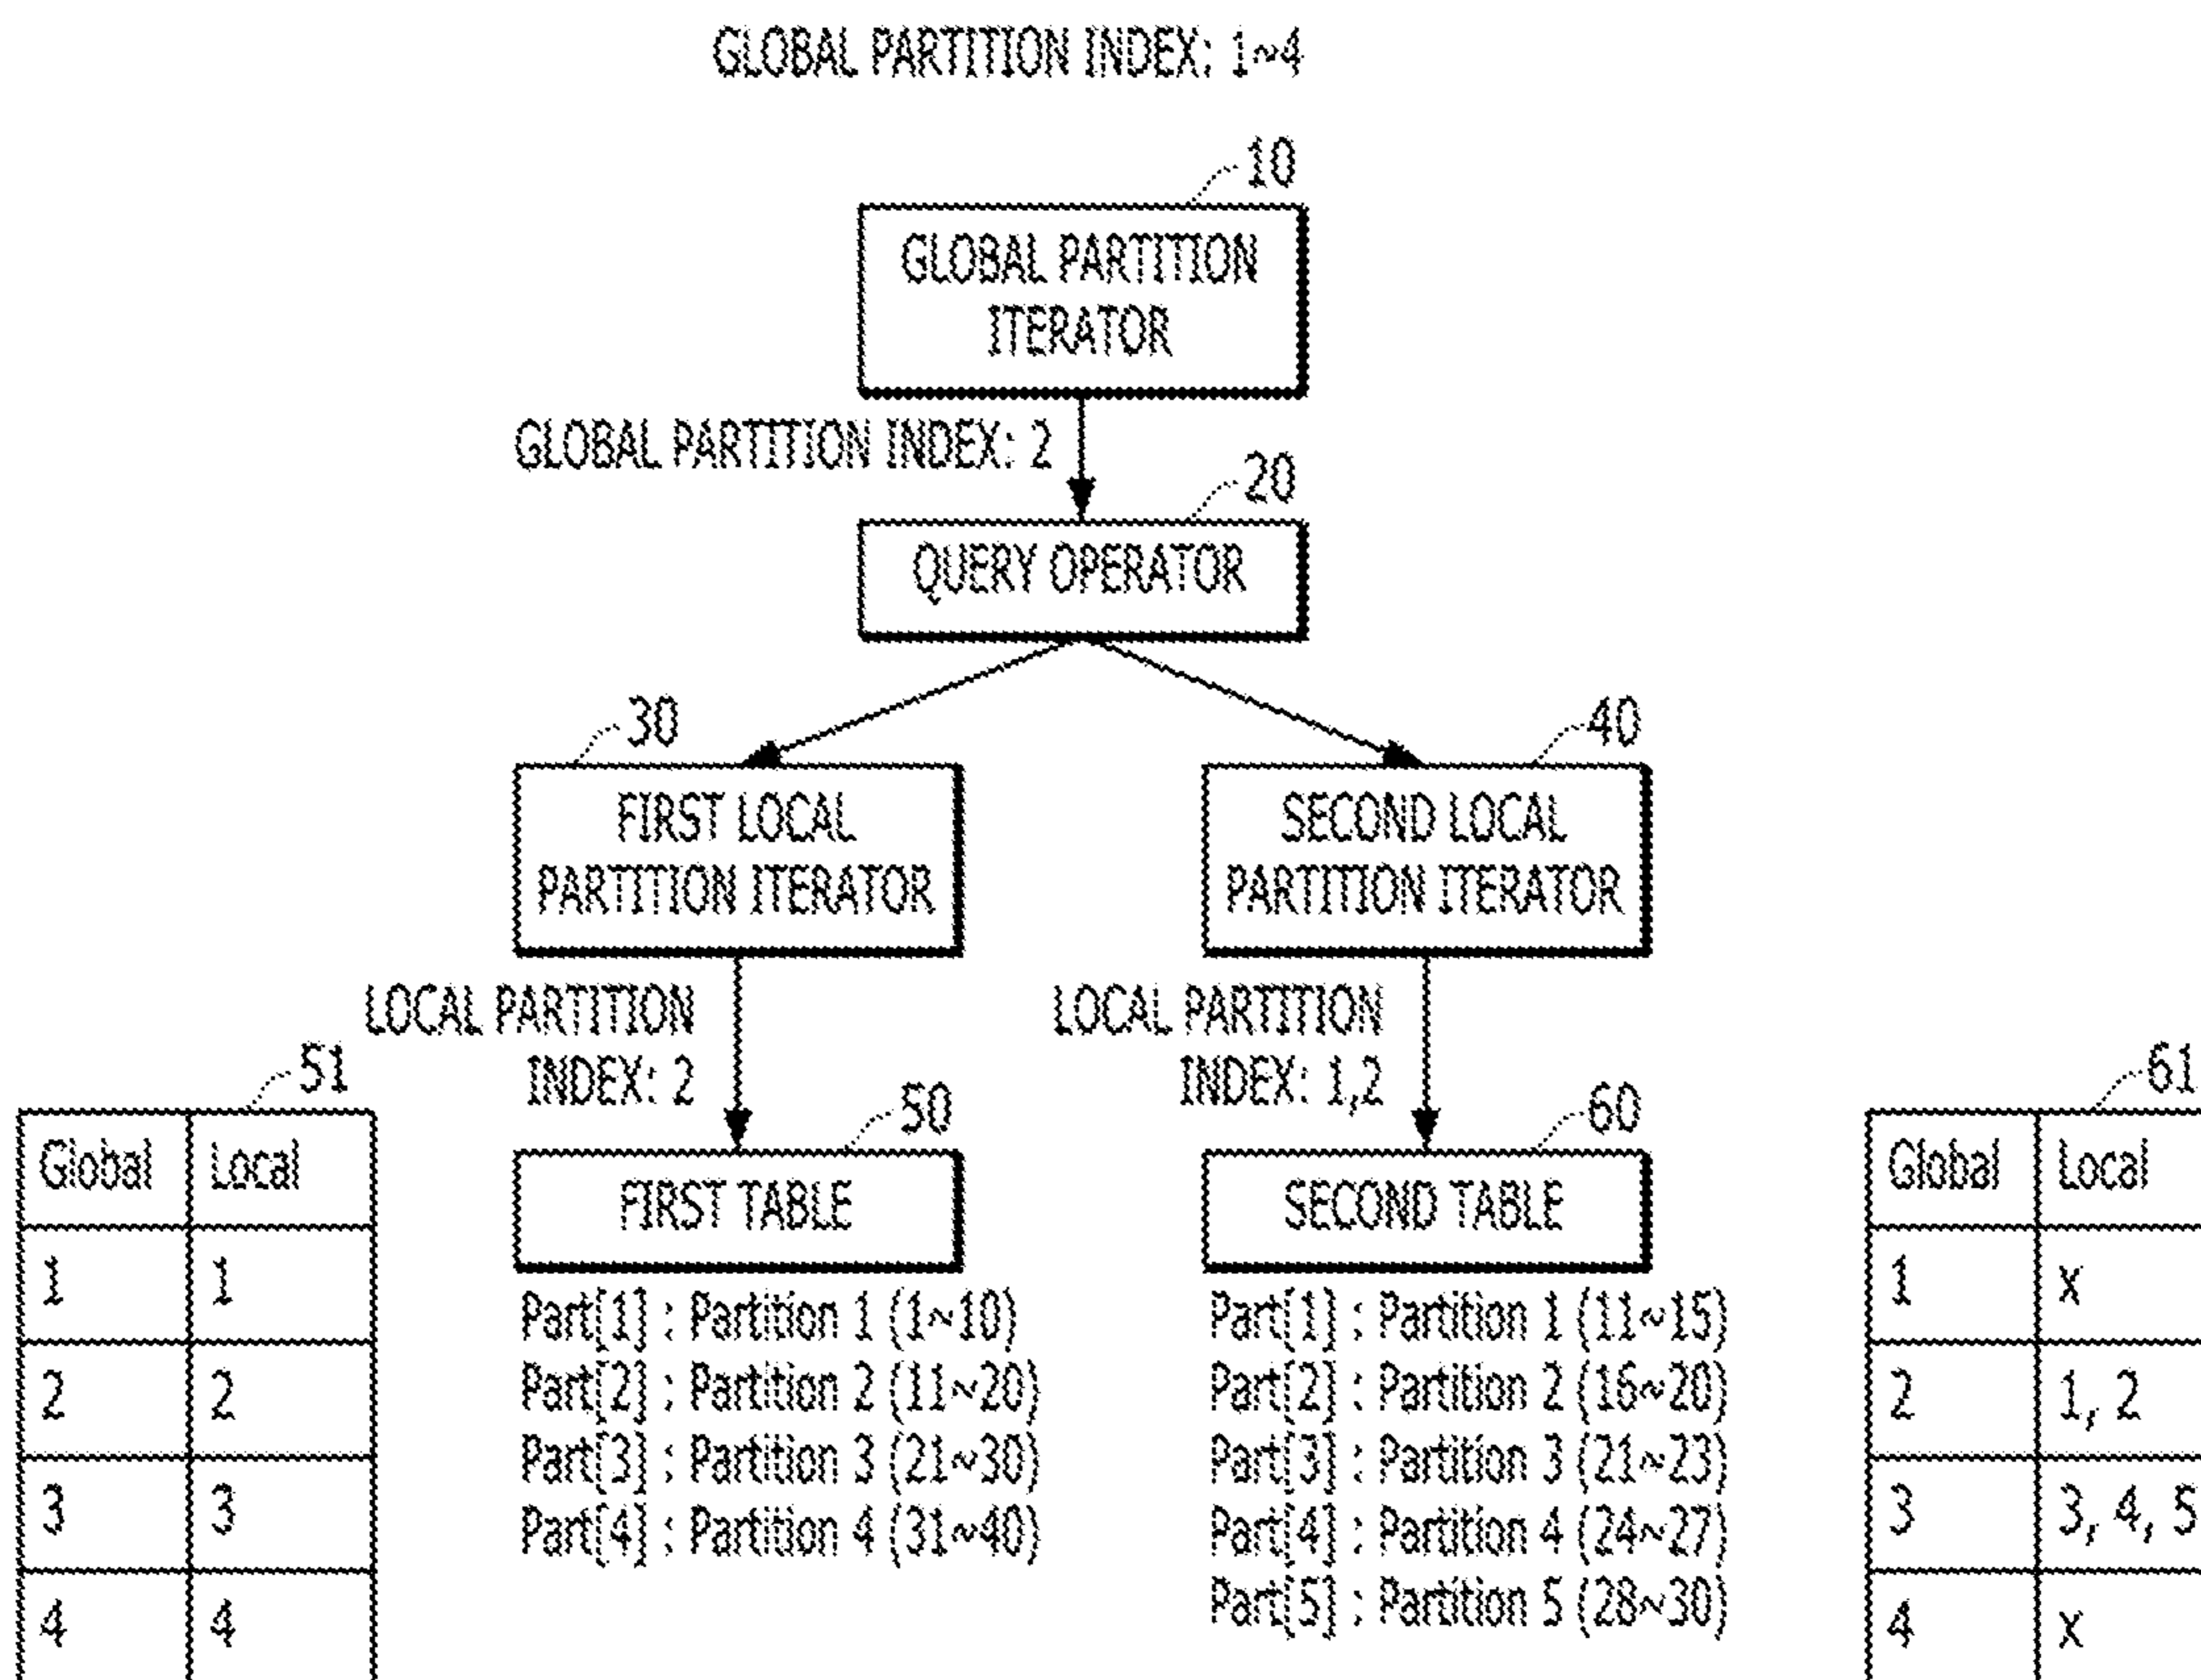 GLOBAL PARTITION INDEX: 1~4
10
GLOBAL PARTITION
ITERATOR
GLOBAL PARTITION INDEX: 2
20
QUERY OPERATOR
30
FIRST LOCAL
PARTITION ITERATOR
40
SECOND LOCAL
PARTITION ITERATOR
LOCAL PARTITION
INDEX: 2
LOCAL PARTITION
INDEX: 1,2
51
Global Local
1 1
2 2
3 3
4 4
50
FIRST TABLE
Part[1] : Partition 1 (1~10)
Part[2] : Partition 2 (11~20)
Part[3] : Partition 3 (21~30)
Part[4] : Partition 4 (31~40)
60
SECOND TABLE
Part[1] : Partition 1 (11~15)
Part[2] : Partition 2 (16~20)
Part[3] : Partition 3 (21~23)
Part[4] : Partition 4 (24~27)
Part[5] : Partition 5 (28~30)
61
Global Local
1 x
2 1, 2
3 3, 4, 5
4 x